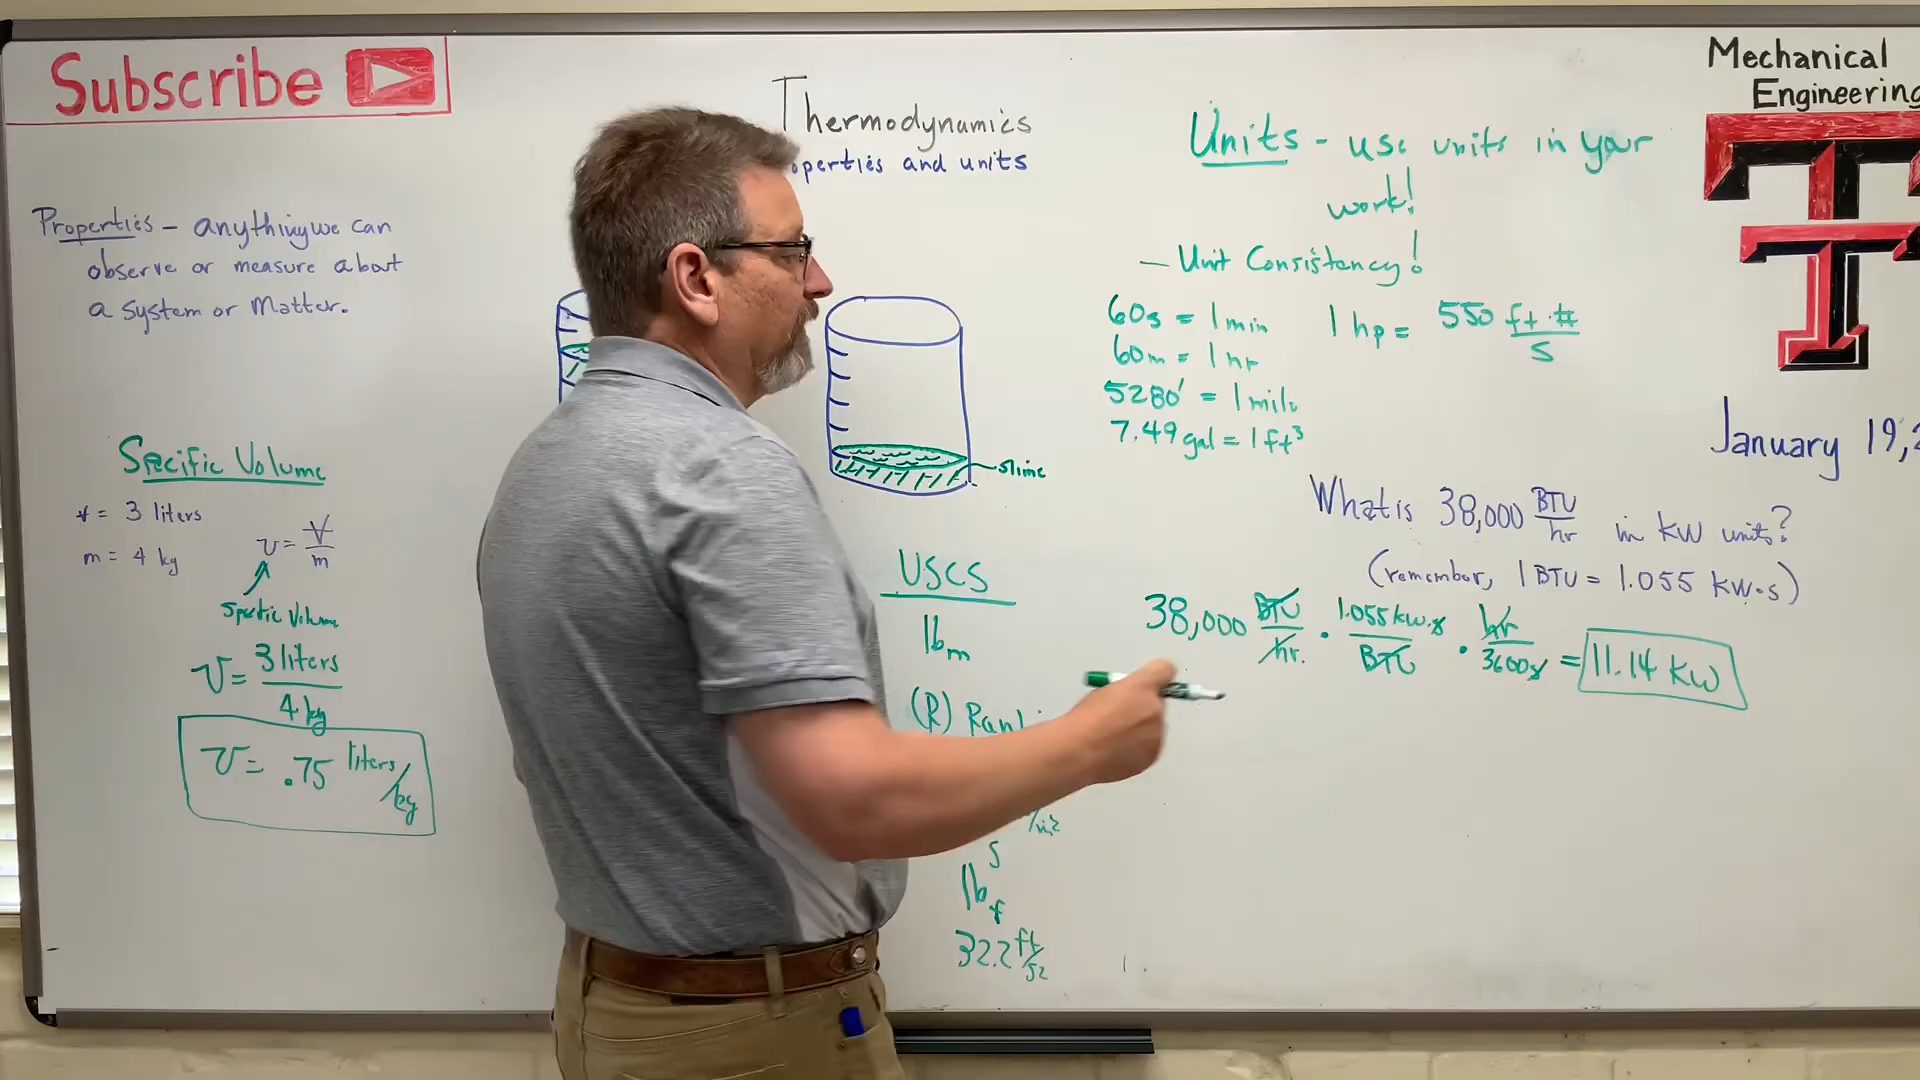 Subscribe
Thermodynamics
operties and units
Properties – anything we can
observe or measure about
a system or Matter.
Specific Volume
V = 3 liters
m = 4 kg
v = V/m
Specific Volume
v = 3 liters / 4 kg
v = .75 liters/kg
slime
USCS
lbm
(R) Ranki
s
lbf
32.2 ft/s2
Units – use units in your
work!
– Unit Consistency!
60s = 1 min
60m = 1 hr
5280' = 1 mile
7.49 gal = 1 ft³
1 hp = 550 ft·# / s
What is 38,000 BTU/hr in KW units?
(remember, 1 BTU = 1.055 KW·s)
38,000 BTU/hr. · 1.055 KW·s/BTU · hr/3600s = 11.14 KW
Mechanical
Engineering
January 19, 2